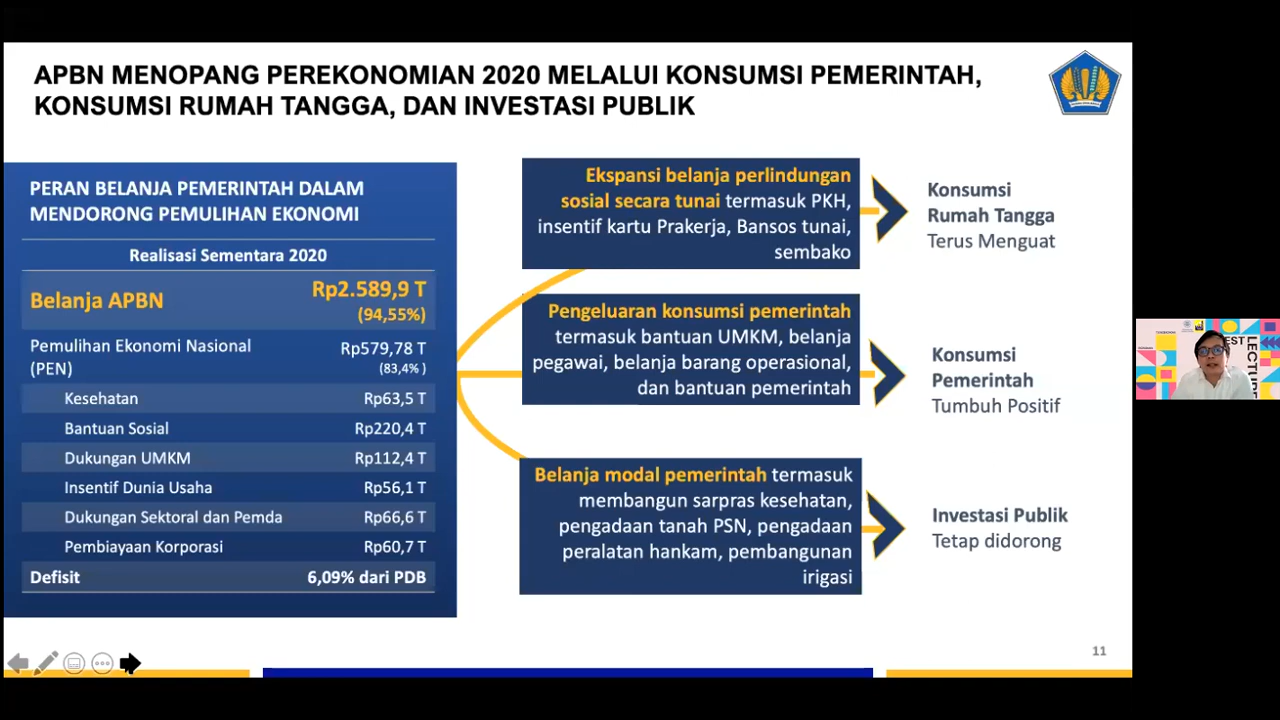 APBN MENOPANG PEREKONOMIAN 2020 MELALUI KONSUMSI PEMERINTAH,
KONSUMSI RUMAH TANGGA, DAN INVESTASI PUBLIK
PERAN BELANJA PEMERINTAH DALAM
MENDORONG PEMULIHAN EKONOMI
Realisasi Sementara 2020
Belanja APBN Rp2.589,9 T
(94,55%)
Pemulihan Ekonomi Nasional
(PEN)
Rp579,78 T
(83,4% )
Kesehatan Rp63,5 T
Bantuan Sosial Rp220,4 T
Dukungan UMKM Rp112,4 T
Insentif Dunia Usaha Rp56,1 T
Dukungan Sektoral dan Pemda Rp66,6 T
Pembiayaan Korporasi Rp60,7 T
Defisit 6,09% dari PDB
Ekspansi belanja perlindungan
sosial secara tunai termasuk PKH,
insentif kartu Prakerja, Bansos tunai,
sembako
Konsumsi
Rumah Tangga
Terus Menguat
Pengeluaran konsumsi pemerintah
termasuk bantuan UMKM, belanja
pegawai, belanja barang operasional,
dan bantuan pemerintah
Konsumsi
Pemerintah
Tumbuh Positif
Belanja modal pemerintah termasuk
membangun sarpras kesehatan,
pengadaan tanah PSN, pengadaan
peralatan hankam, pembangunan
irigasi
Investasi Publik
Tetap didorong
11